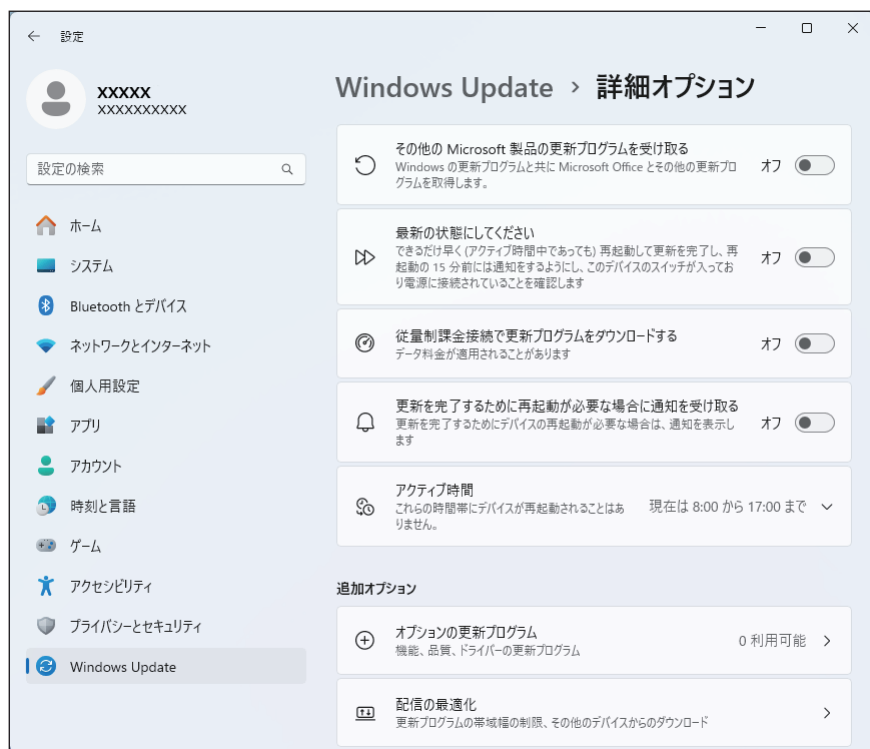 設定
XXXXX
XXXXXXXXXX
設定の検索
ホーム
システム
Bluetooth とデバイス
ネットワークとインターネット
個人用設定
アプリ
アカウント
時刻と言語
ゲーム
アクセシビリティ
プライバシーとセキュリティ
Windows Update
Windows Update › 詳細オプション
その他の Microsoft 製品の更新プログラムを受け取る
Windows の更新プログラムと共に Microsoft Office とその他の更新プロ
グラムを取得します。
オフ
最新の状態にしてください
できるだけ早く (アクティブ時間中であっても) 再起動して更新を完了し、再
起動の 15 分前には通知をするようにし、このデバイスのスイッチが入ってお
り電源に接続されていることを確認します
オフ
従量制課金接続で更新プログラムをダウンロードする
データ料金が適用されることがあります
オフ
更新を完了するために再起動が必要な場合に通知を受け取る
更新を完了するためにデバイスの再起動が必要な場合は、通知を表示し
ます
オフ
アクティブ時間
これらの時間帯にデバイスが再起動されることはあ
りません。
現在は 8:00 から 17:00 まで
追加オプション
オプションの更新プログラム
機能、品質、ドライバーの更新プログラム
0 利用可能
配信の最適化
更新プログラムの帯域幅の制限、その他のデバイスからのダウンロード